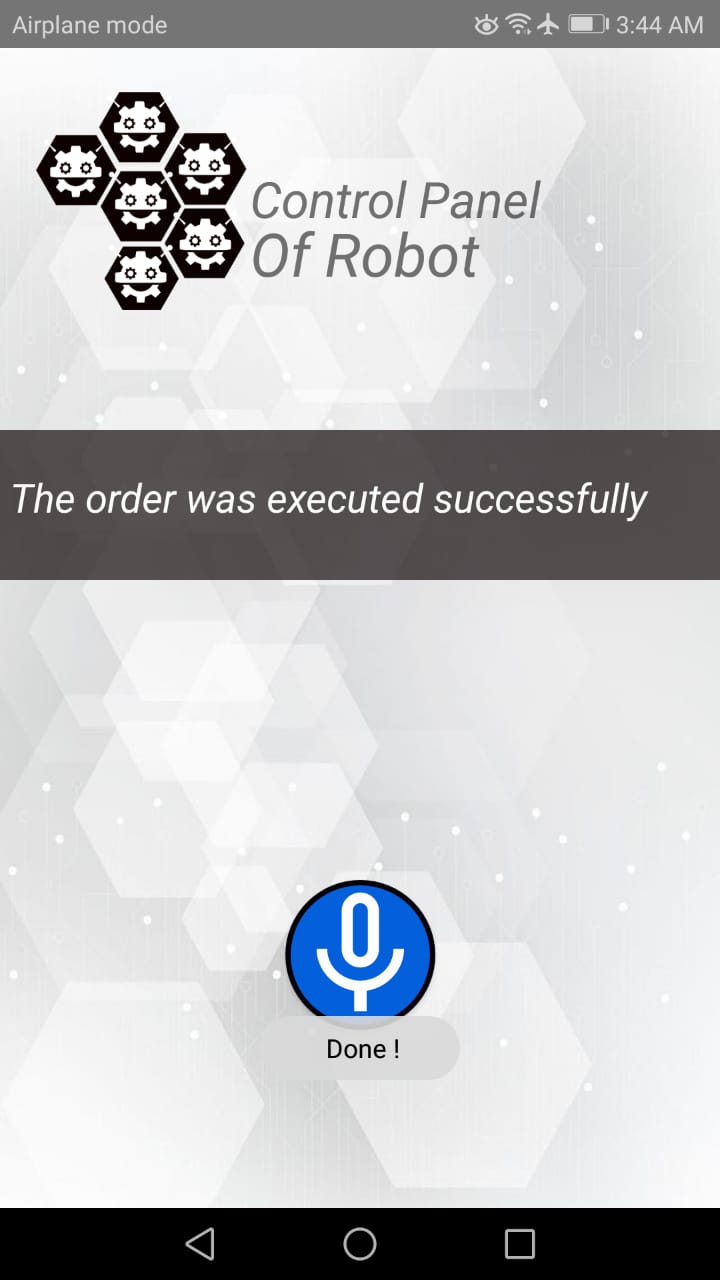 Airplane mode
3:44 AM
Control Panel
Of Robot
The order was executed successfully
Done !